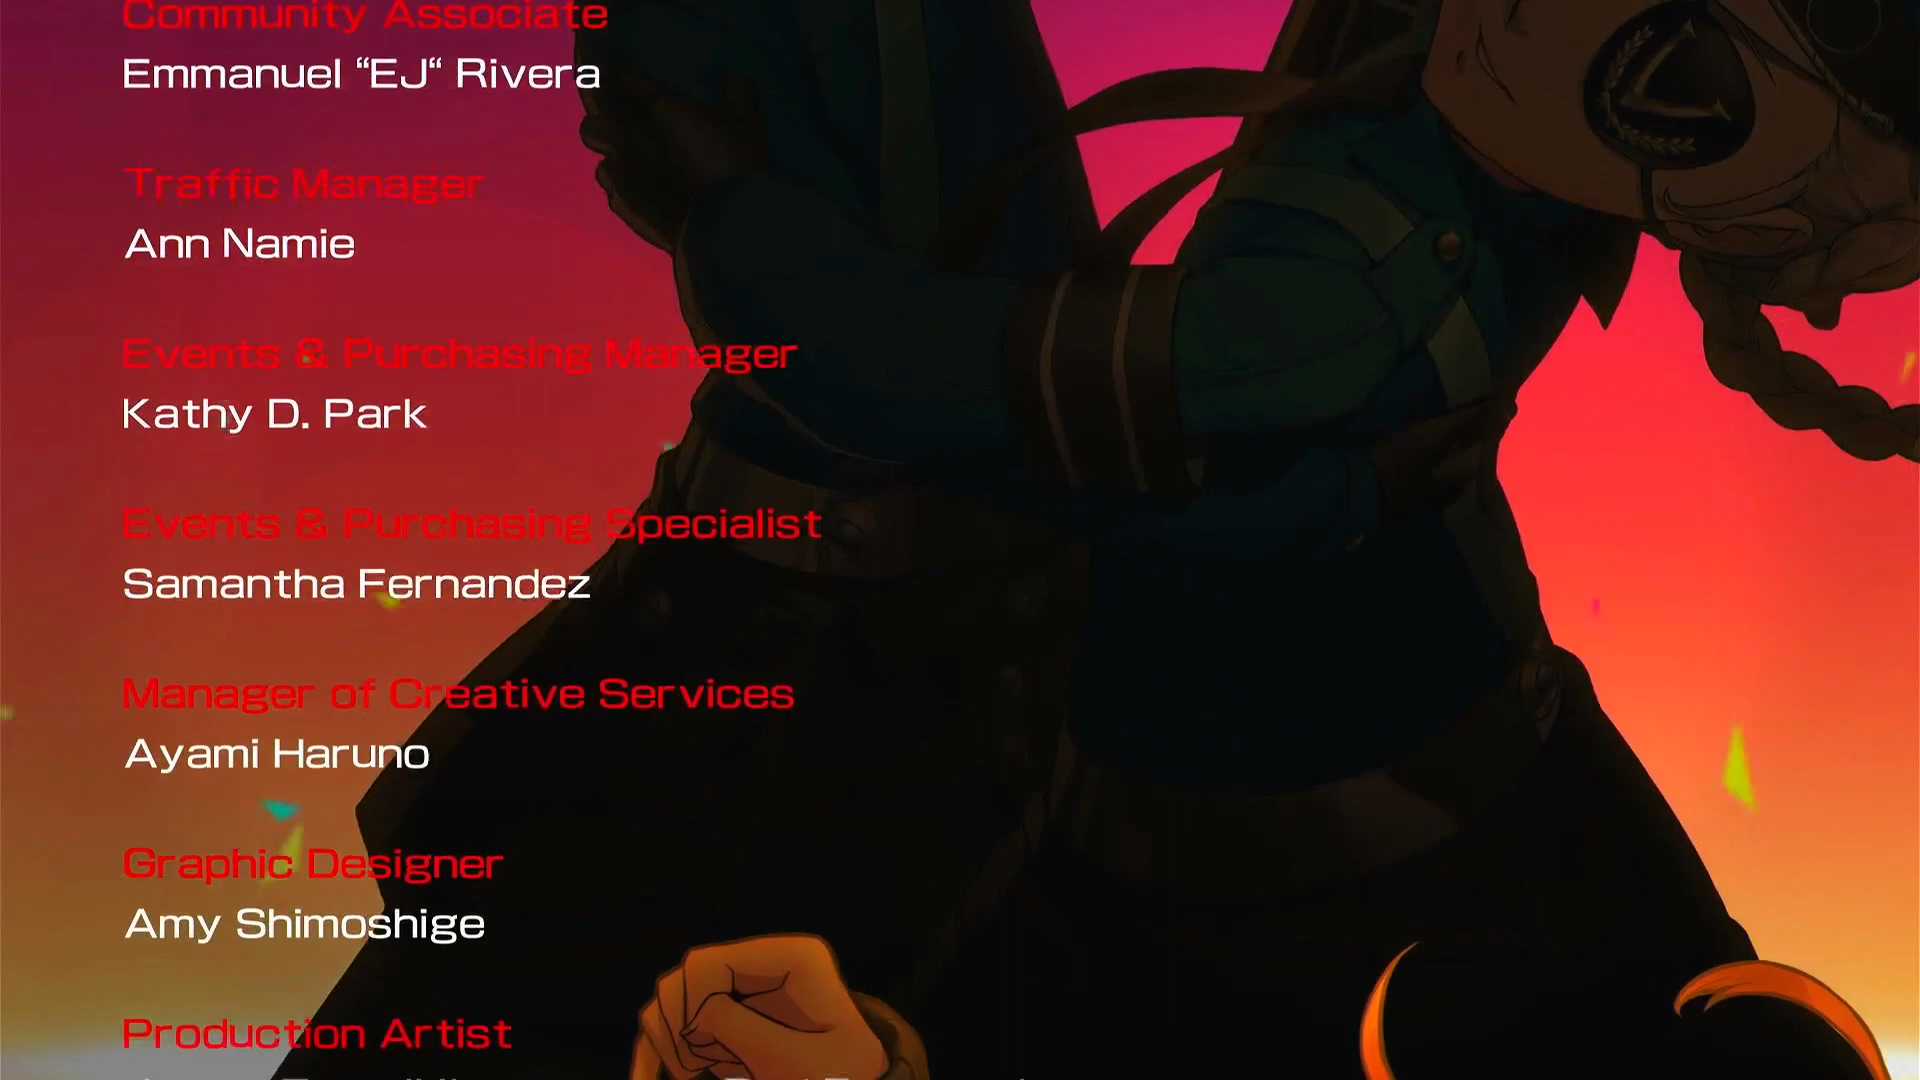 Community Associate
Emmanuel “EJ“ Rivera
Traffic Manager
Ann Namie
Events & Purchasing Manager
Kathy D. Park
Events & Purchasing Specialist
Samantha Fernandez
Manager of Creative Services
Ayami Haruno
Graphic Designer
Amy Shimoshige
Production Artist